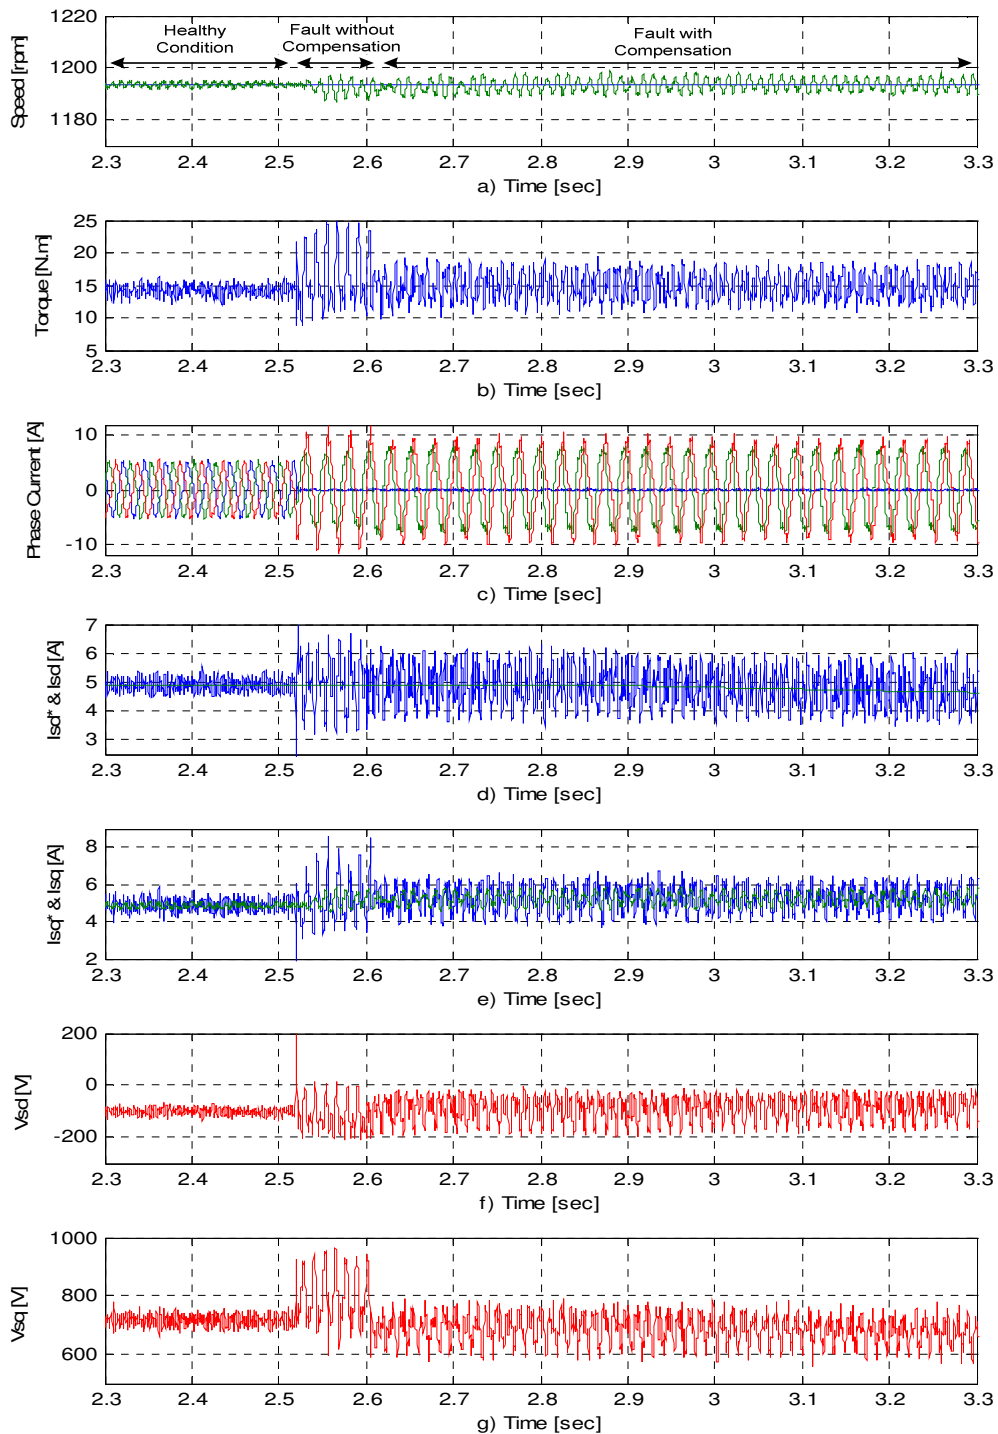 1220
1200
1180
Speed [rpm]
Healthy
Condition
Fault without
Compensation
Fault with
Compensation
2.3 2.4 2.5 2.6 2.7 2.8 2.9 3 3.1 3.2 3.3
a) Time [sec]
25
20
15
10
5
Torque [N.m]
2.3 2.4 2.5 2.6 2.7 2.8 2.9 3 3.1 3.2 3.3
b) Time [sec]
10
0
-10
Phase Current [A]
2.3 2.4 2.5 2.6 2.7 2.8 2.9 3 3.1 3.2 3.3
c) Time [sec]
7
6
5
4
3
Isd* & Isd [A]
2.3 2.4 2.5 2.6 2.7 2.8 2.9 3 3.1 3.2 3.3
d) Time [sec]
8
6
4
2
Isq* & Isq [A]
2.3 2.4 2.5 2.6 2.7 2.8 2.9 3 3.1 3.2 3.3
e) Time [sec]
200
0
-200
Vsd [V]
2.3 2.4 2.5 2.6 2.7 2.8 2.9 3 3.1 3.2 3.3
f) Time [sec]
1000
800
600
Vsq [V]
2.3 2.4 2.5 2.6 2.7 2.8 2.9 3 3.1 3.2 3.3
g) Time [sec]